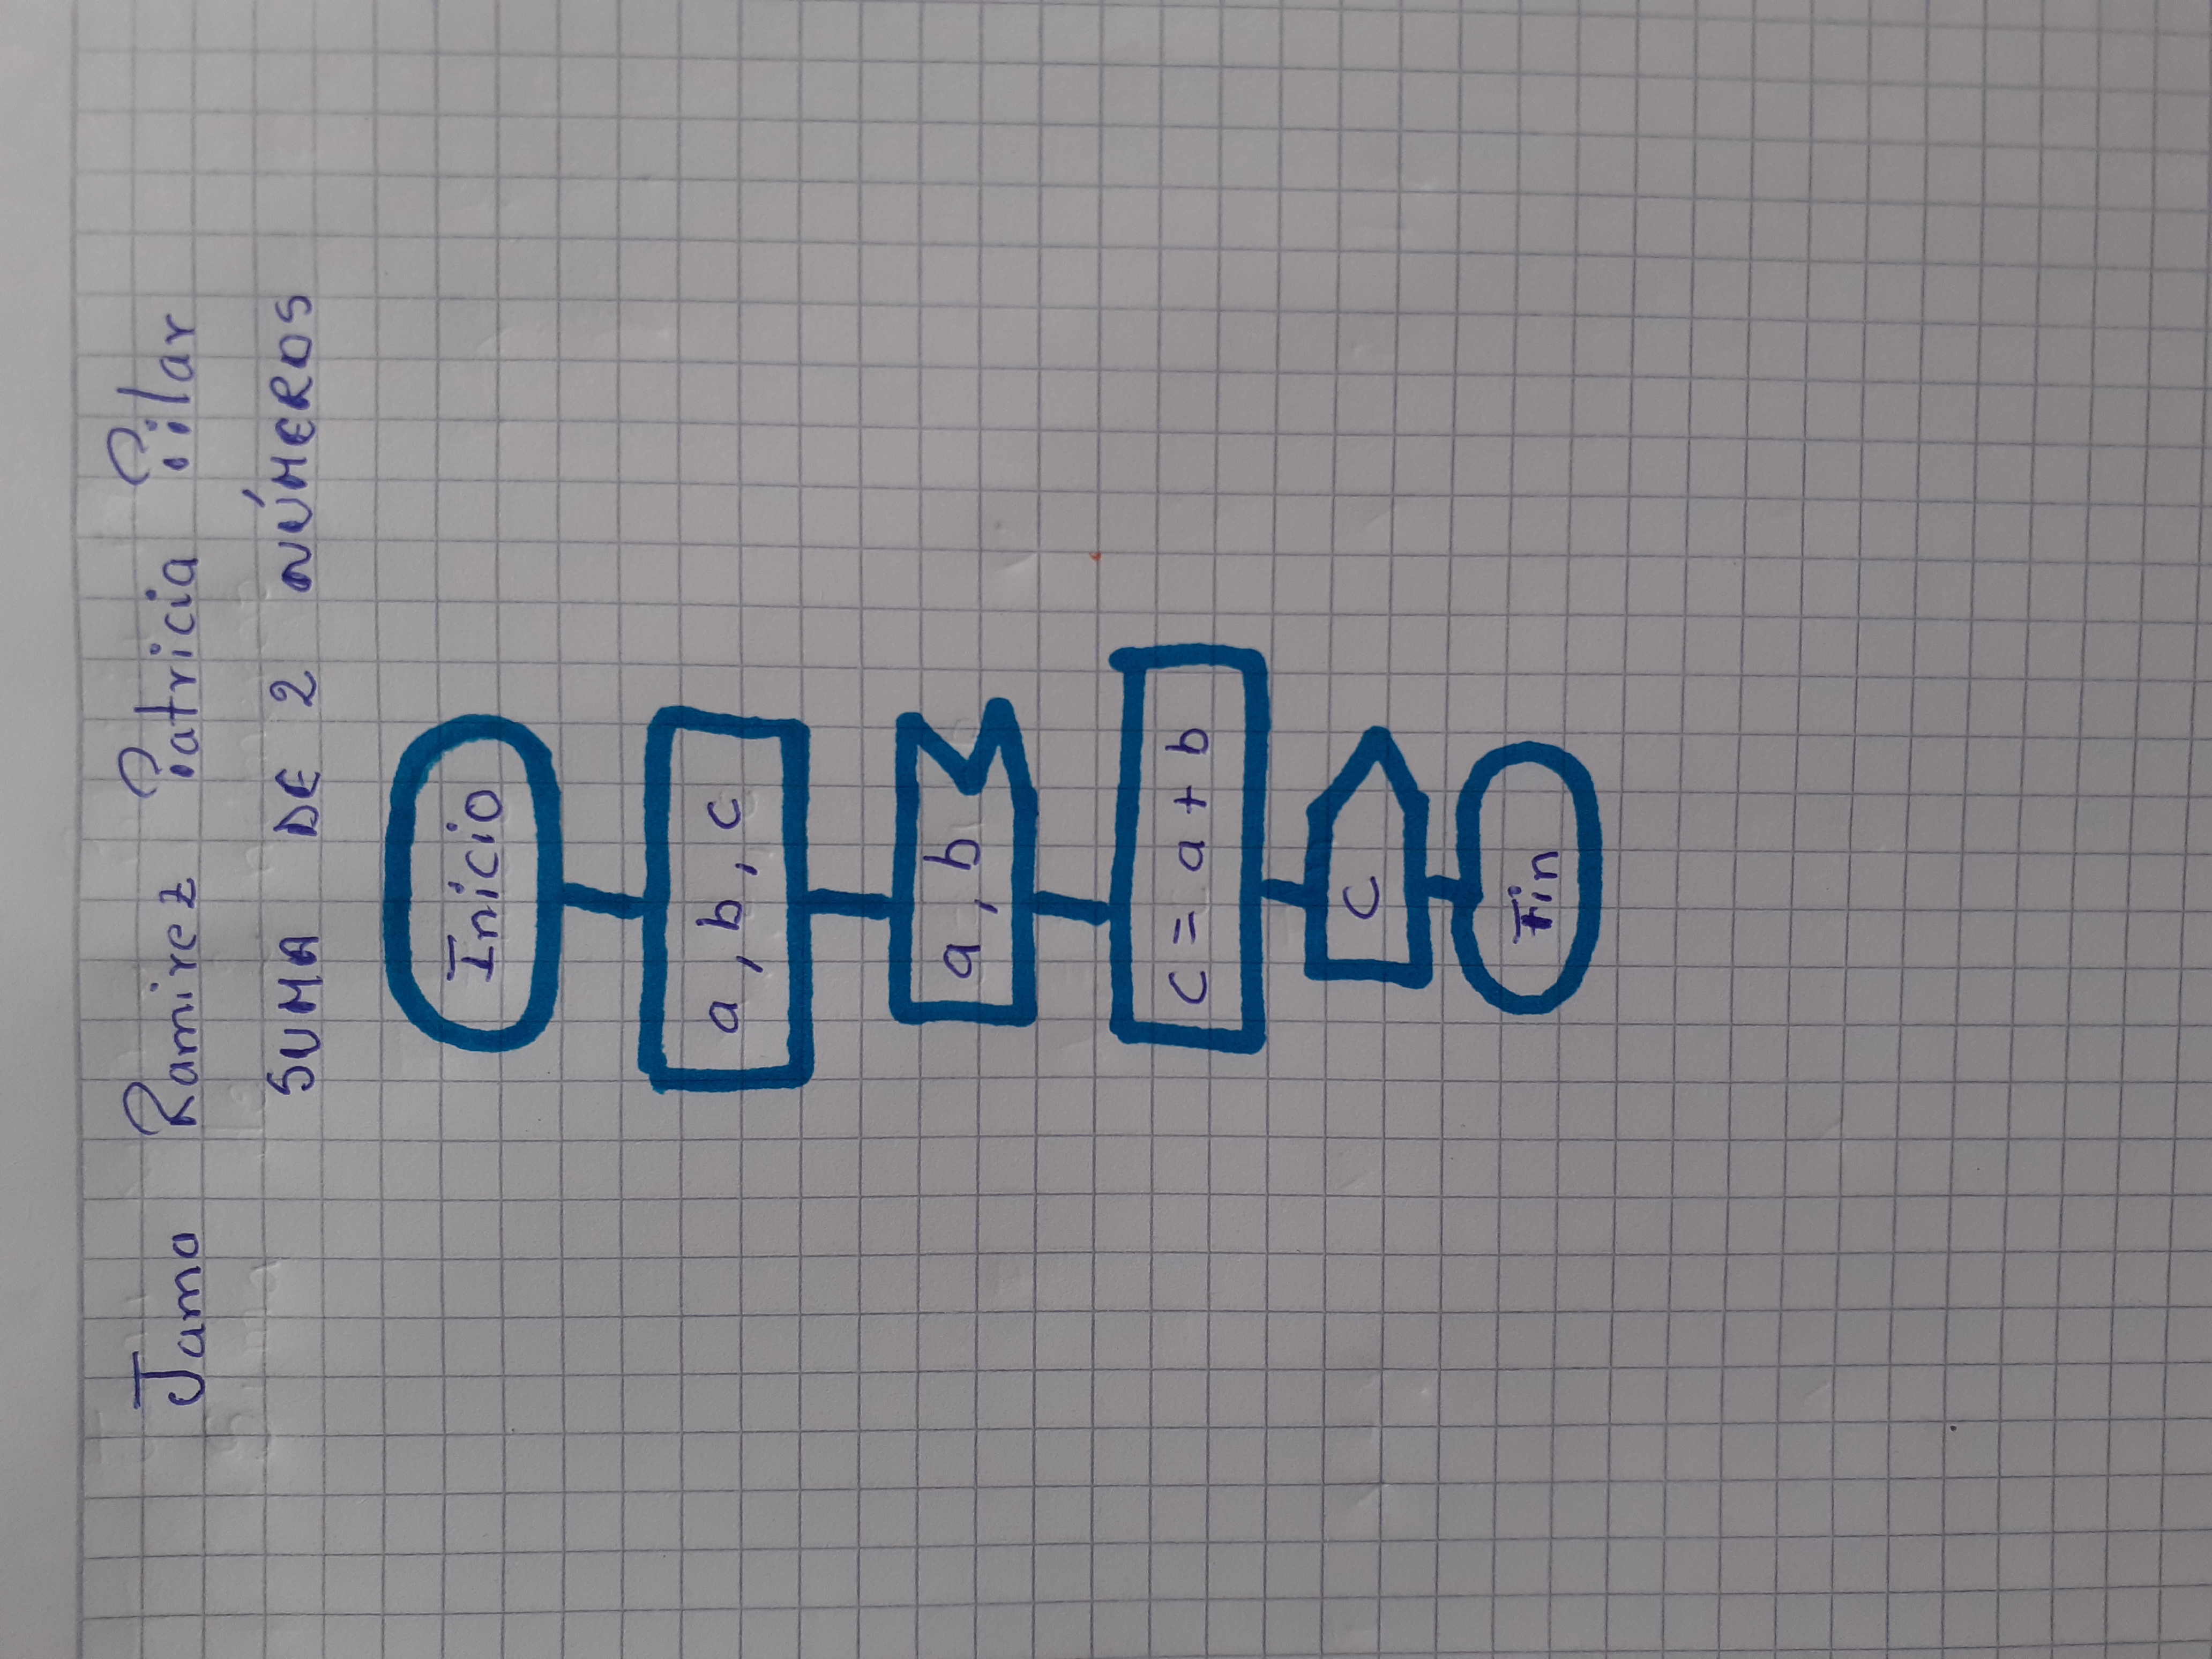 Jama Ramirez Patricia Pilar
SUMA DE 2 NÚMEROS
Inicio
a, b, c
a, b
c = a + b
c
Fin